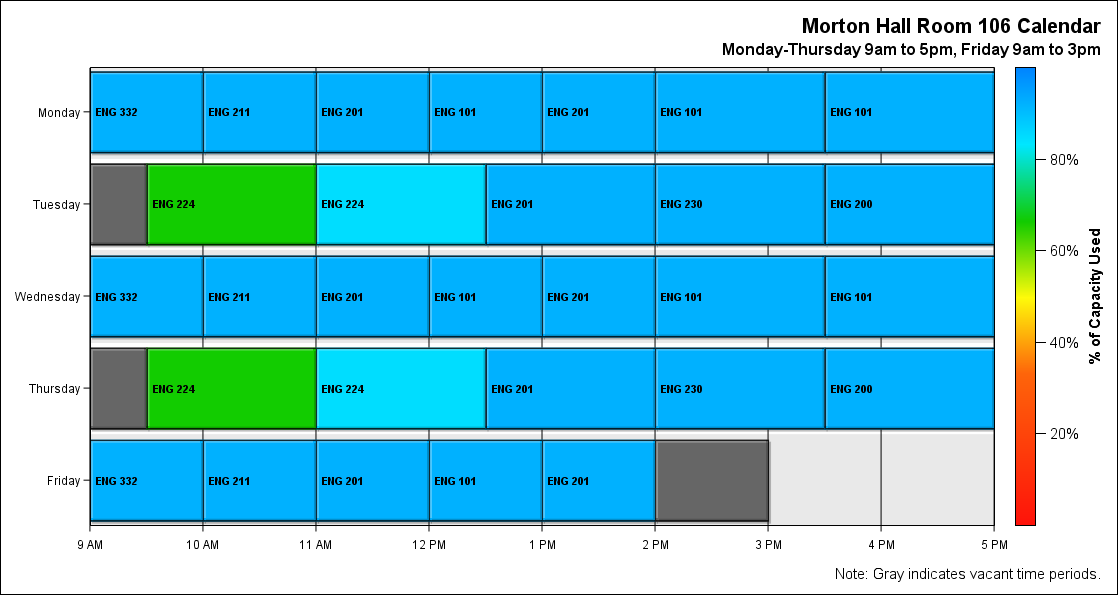 Morton Hall Room 106 Calendar
Monday-Thursday 9am to 5pm, Friday 9am to 3pm
Monday ENG 332 ENG 211 ENG 201 ENG 101 ENG 201 ENG 101 ENG 101
Tuesday ENG 224 ENG 224 ENG 201 ENG 230 ENG 200
Wednesday ENG 332 ENG 211 ENG 201 ENG 101 ENG 201 ENG 101 ENG 101
Thursday ENG 224 ENG 224 ENG 201 ENG 230 ENG 200
Friday ENG 332 ENG 211 ENG 201 ENG 101 ENG 201
9 AM 10 AM 11 AM 12 PM 1 PM 2 PM 3 PM 4 PM 5 PM
80%
60%
40%
20%
% of Capacity Used
Note: Gray indicates vacant time periods.